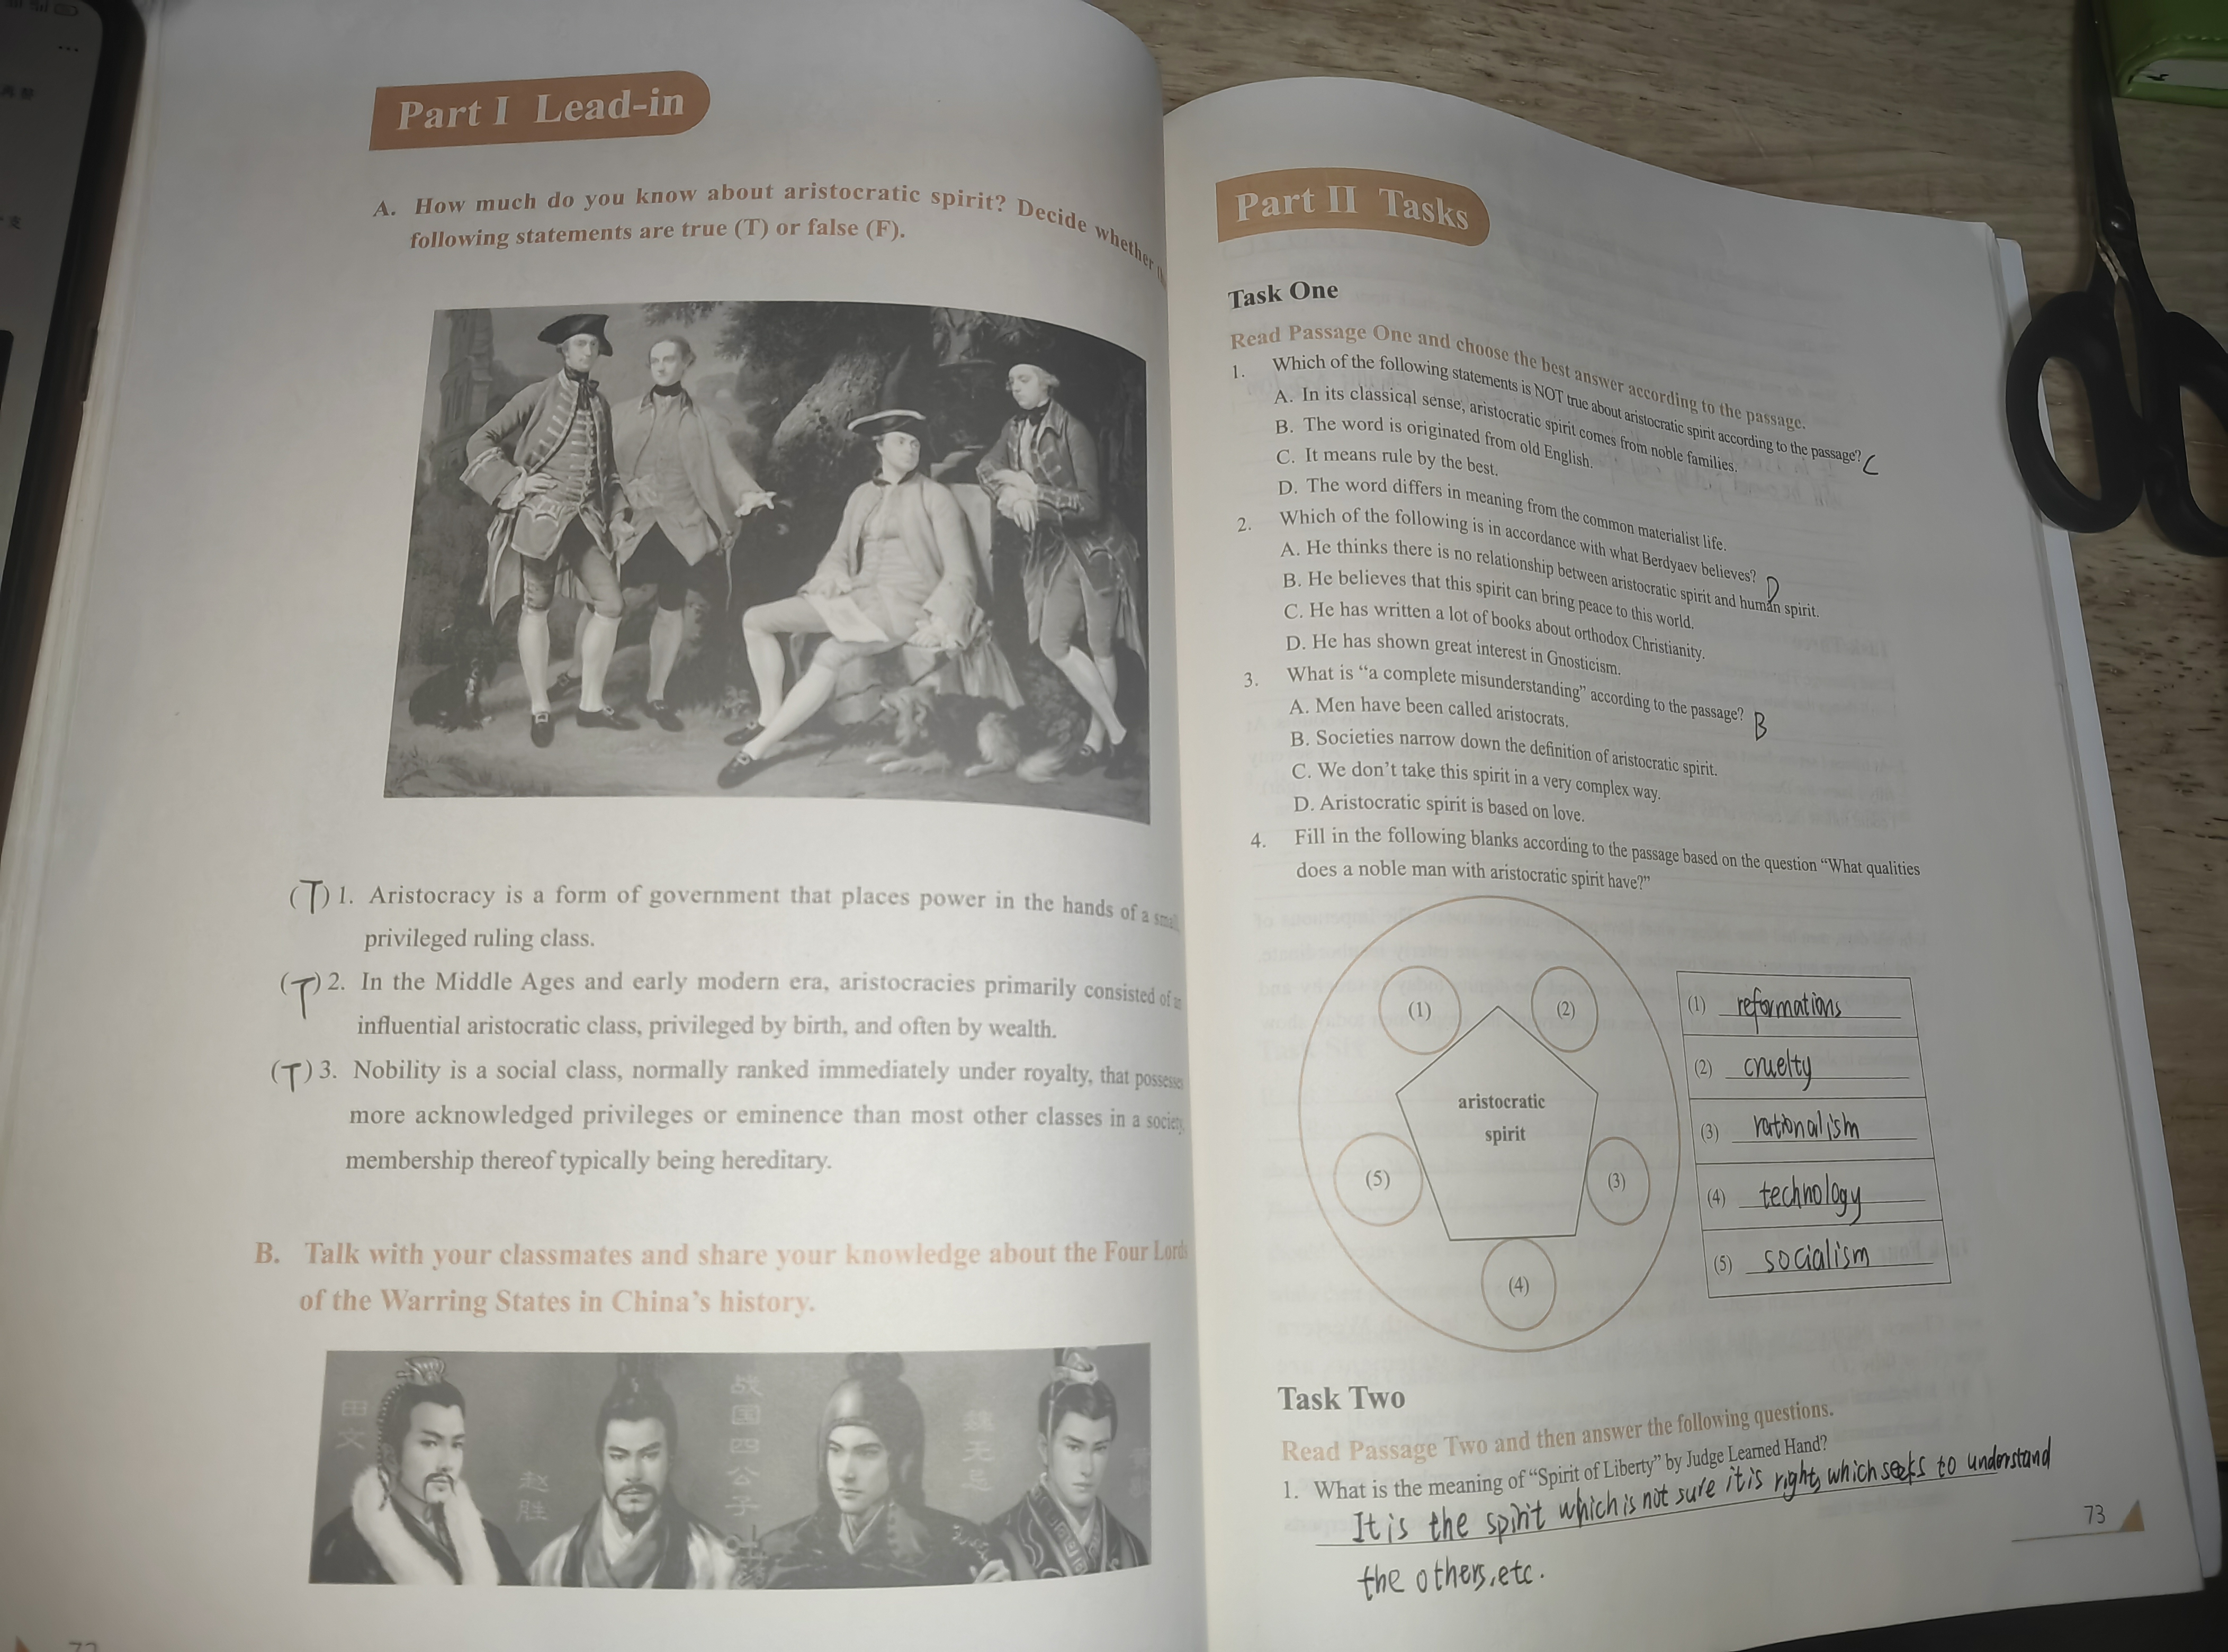 Part I Lead-in
A. How much do you know about aristocratic spirit? Decide whether
following statements are true (T) or false (F).
(T) 1. Aristocracy is a form of government that places power in the hands of a small
privileged ruling class.
(T) 2. In the Middle Ages and early modern era, aristocracies primarily consisted of an
influential aristocratic class, privileged by birth, and often by wealth.
(T) 3. Nobility is a social class, normally ranked immediately under royalty, that possesses
more acknowledged privileges or eminence than most other classes in a society,
membership thereof typically being hereditary.
B. Talk with your classmates and share your knowledge about the Four Lords
of the Warring States in China's history.
田文
赵胜
战国四公子
魏无忌
Part II Tasks
Task One
Read Passage One and choose the best answer according to the passage.
1. Which of the following statements is NOT true about aristocratic spirit according to the passage? C
A. In its classical sense, aristocratic spirit comes from noble families.
B. The word is originated from old English.
C. It means rule by the best.
D. The word differs in meaning from the common materialist life.
2. Which of the following is in accordance with what Berdyaev believes? D
A. He thinks there is no relationship between aristocratic spirit and human spirit.
B. He believes that this spirit can bring peace to this world.
C. He has written a lot of books about orthodox Christianity.
D. He has shown great interest in Gnosticism.
3. What is "a complete misunderstanding" according to the passage? B
A. Men have been called aristocrats.
B. Societies narrow down the definition of aristocratic spirit.
C. We don't take this spirit in a very complex way.
D. Aristocratic spirit is based on love.
4. Fill in the following blanks according to the passage based on the question "What qualities
does a noble man with aristocratic spirit have?"
(1)
(2)
aristocratic
spirit
(5)
(3)
(4)
(1) reformations
(2) cruelty
(3) rationalism
(4) technology
(5) socialism
Task Two
Read Passage Two and then answer the following questions.
1. What is the meaning of "Spirit of Liberty" by Judge Learned Hand?
It is the spirit which is not sure it is right, which seeks to understand
the others, etc.
73